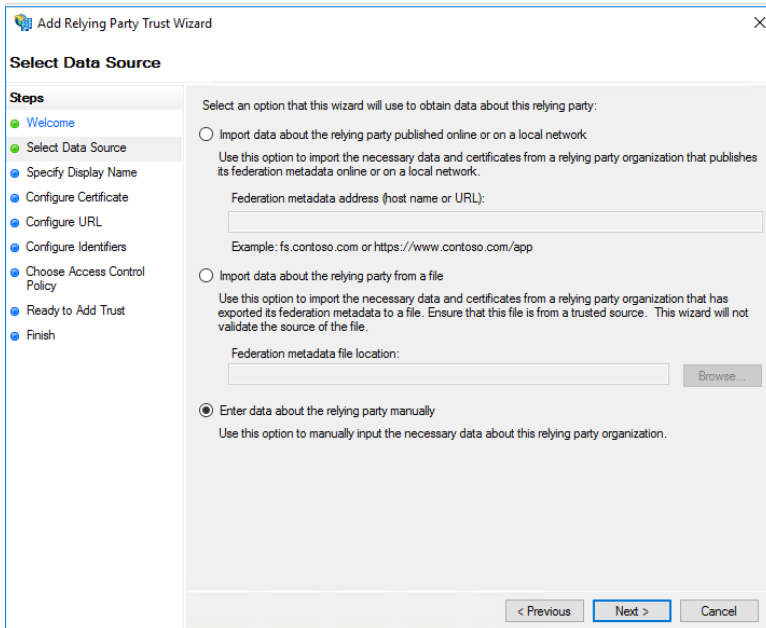 Add Relying Party Trust Wizard
Select Data Source
Steps
Welcome
Select Data Source
Specify Display Name
Configure Certificate
Configure URL
Configure Identifiers
Choose Access Control
Policy
Ready to Add Trust
Finish
Select an option that this wizard will use to obtain data about this relying party:
Import data about the relying party published online or on a local network
Use this option to import the necessary data and certificates from a relying party organization that publishes
its federation metadata online or on a local network.
Federation metadata address (host name or URL):
Example: fs.contoso.com or https://www.contoso.com/app
Import data about the relying party from a file
Use this option to import the necessary data and certificates from a relying party organization that has
exported its federation metadata to a file. Ensure that this file is from a trusted source. This wizard will not
validate the source of the file.
Federation metadata file location:
Browse...
Enter data about the relying party manually
Use this option to manually input the necessary data about this relying party organization.
< Previous
Next >
Cancel